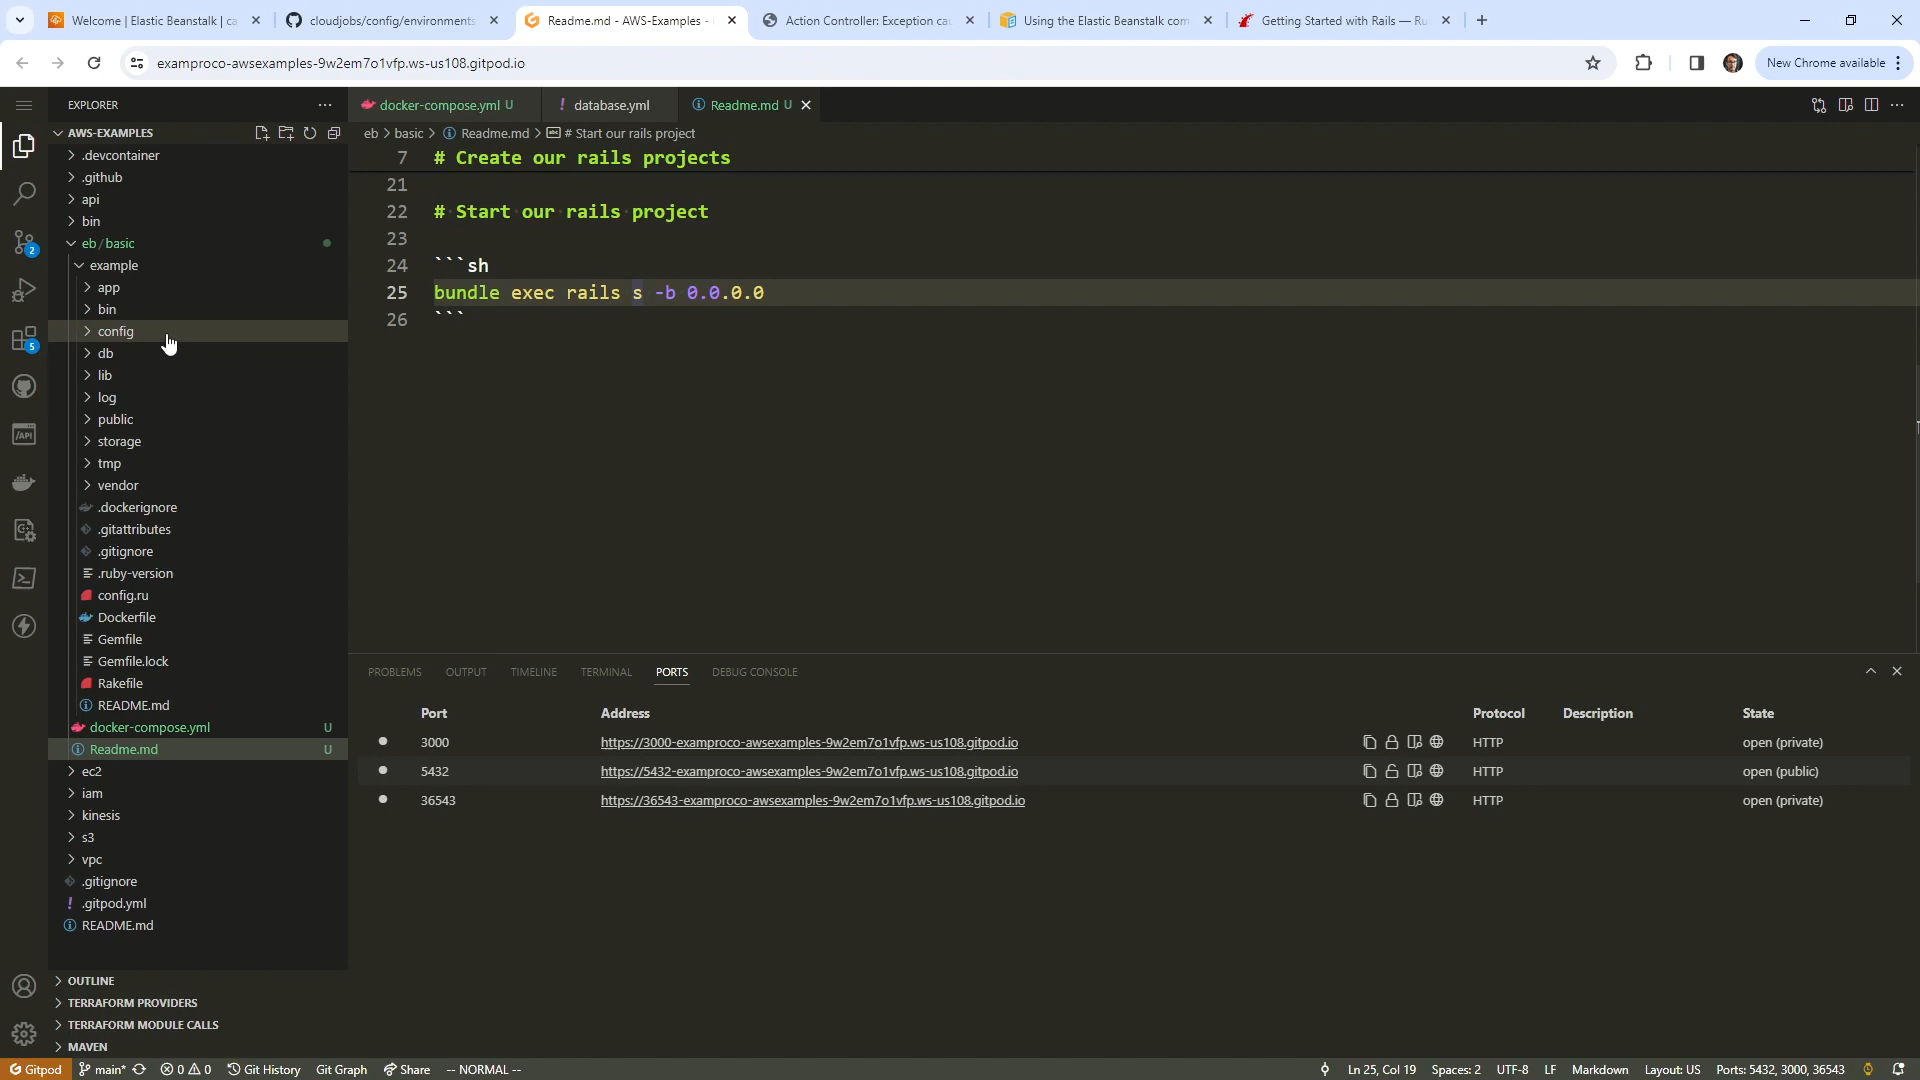 Welcome | Elastic Beanstalk | ca
cloudjobs/config/environments
Readme.md - AWS-Examples -
Action Controller: Exception cau
Using the Elastic Beanstalk com
Getting Started with Rails — Ru
examproco-awsexamples-9w2em7o1vfp.ws-us108.gitpod.io
New Chrome available
EXPLORER
AWS-EXAMPLES
.devcontainer
.github
api
bin
eb / basic
example
app
bin
config
db
lib
log
public
storage
tmp
vendor
.dockerignore
.gitattributes
.gitignore
.ruby-version
config.ru
Dockerfile
Gemfile
Gemfile.lock
Rakefile
README.md
docker-compose.yml U
Readme.md U
ec2
iam
kinesis
s3
vpc
.gitignore
.gitpod.yml
README.md
OUTLINE
TERRAFORM PROVIDERS
TERRAFORM MODULE CALLS
MAVEN
2
5
/API
docker-compose.yml U
database.yml
Readme.md U
eb > basic > Readme.md > # Start our rails project
7 # Create our rails projects
21
22 # Start our rails project
23
24 ```sh
25 bundle exec rails s -b 0.0.0.0
26 ```
PROBLEMS OUTPUT TIMELINE TERMINAL PORTS DEBUG CONSOLE
Port Address Protocol Description State
3000 https://3000-examproco-awsexamples-9w2em7o1vfp.ws-us108.gitpod.io HTTP open (private)
5432 https://5432-examproco-awsexamples-9w2em7o1vfp.ws-us108.gitpod.io HTTP open (public)
36543 https://36543-examproco-awsexamples-9w2em7o1vfp.ws-us108.gitpod.io HTTP open (private)
Gitpod main* 0 0 Git History Git Graph Share -- NORMAL -- Ln 25, Col 19 Spaces: 2 UTF-8 LF Markdown Layout: US Ports: 5432, 3000, 36543